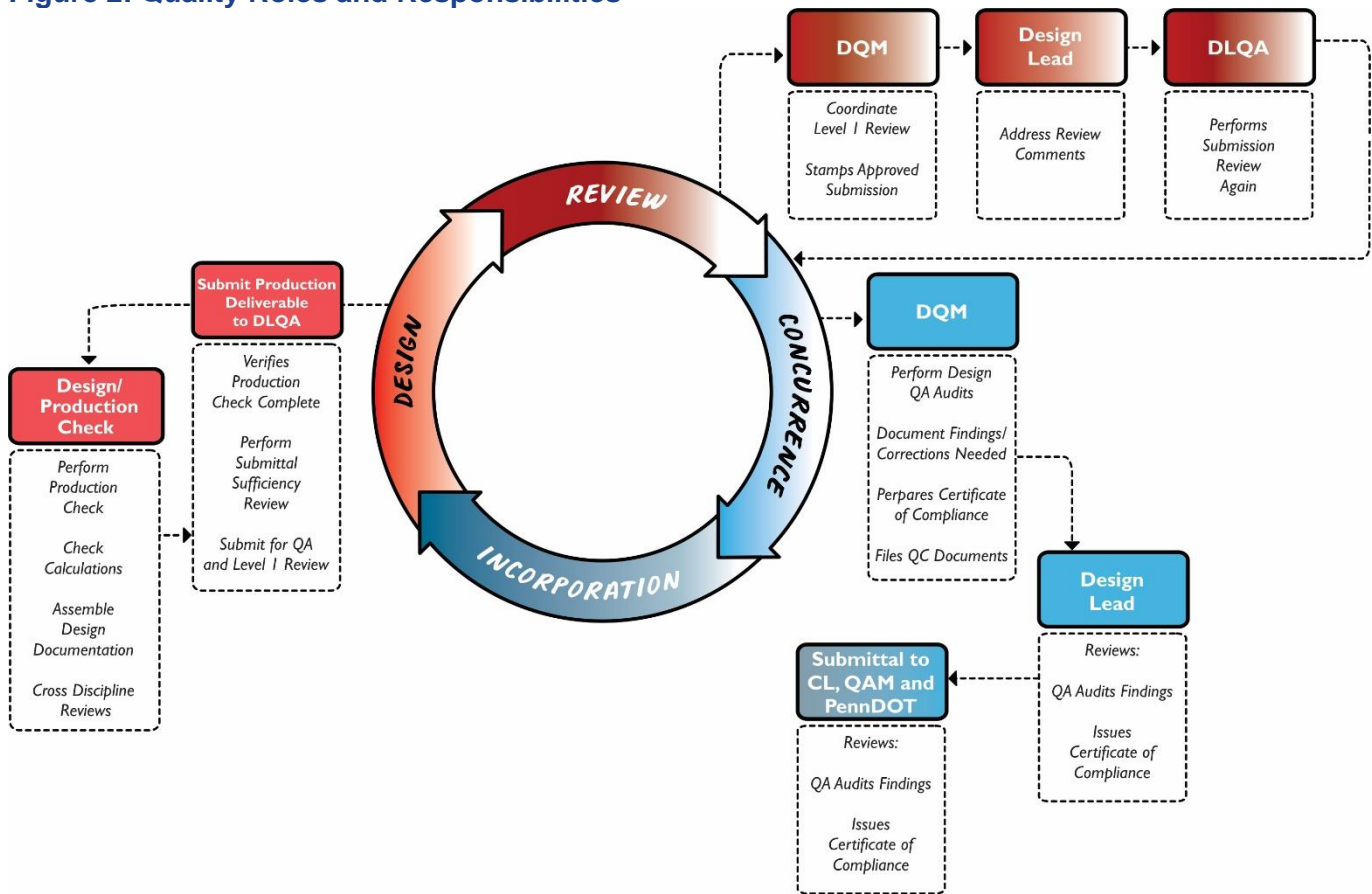 Figure 2: Quality Roles and Responsibilities
DQM
Coordinate
Level 1 Review
Stamps Approved
Submission
Design
Lead
Address Review
Comments
DLQA
Performs
Submission
Review
Again
REVIEW
CONCURRENCE
INCORPORATION
DESIGN
Submit Production
Deliverable
to DLQA
Verifies
Production
Check Complete
Perform
Submittal
Sufficiency
Review
Submit for QA
and Level 1 Review
Design/
Production
Check
Perform
Production
Check
Check
Calculations
Assemble
Design
Documentation
Cross Discipline
Reviews
DQM
Perform Design
QA Audits
Document Findings/
Corrections Needed
Perpares Certificate
of Compliance
Files QC Documents
Design
Lead
Reviews:
QA Audits Findings
Issues
Certificate of
Compliance
Submittal to
CL, QAM and
PennDOT
Reviews:
QA Audits Findings
Issues
Certificate of
Compliance